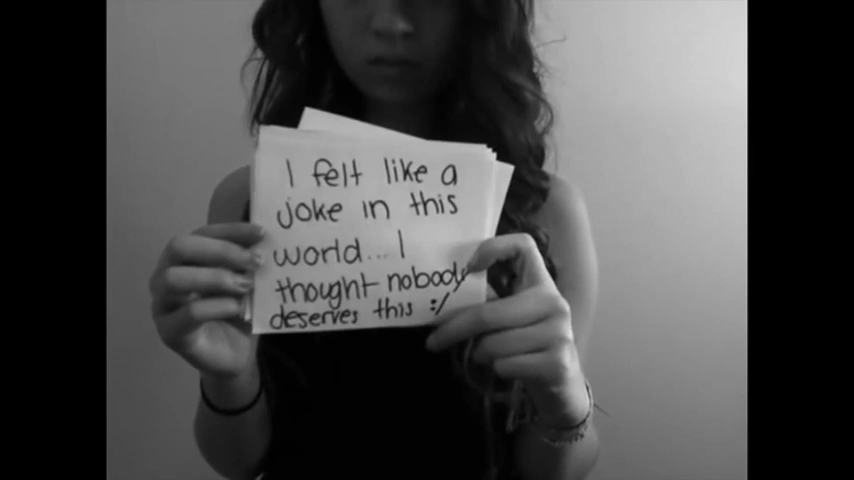 I felt like a
joke in this
world... I
thought nobody
deserves this :/